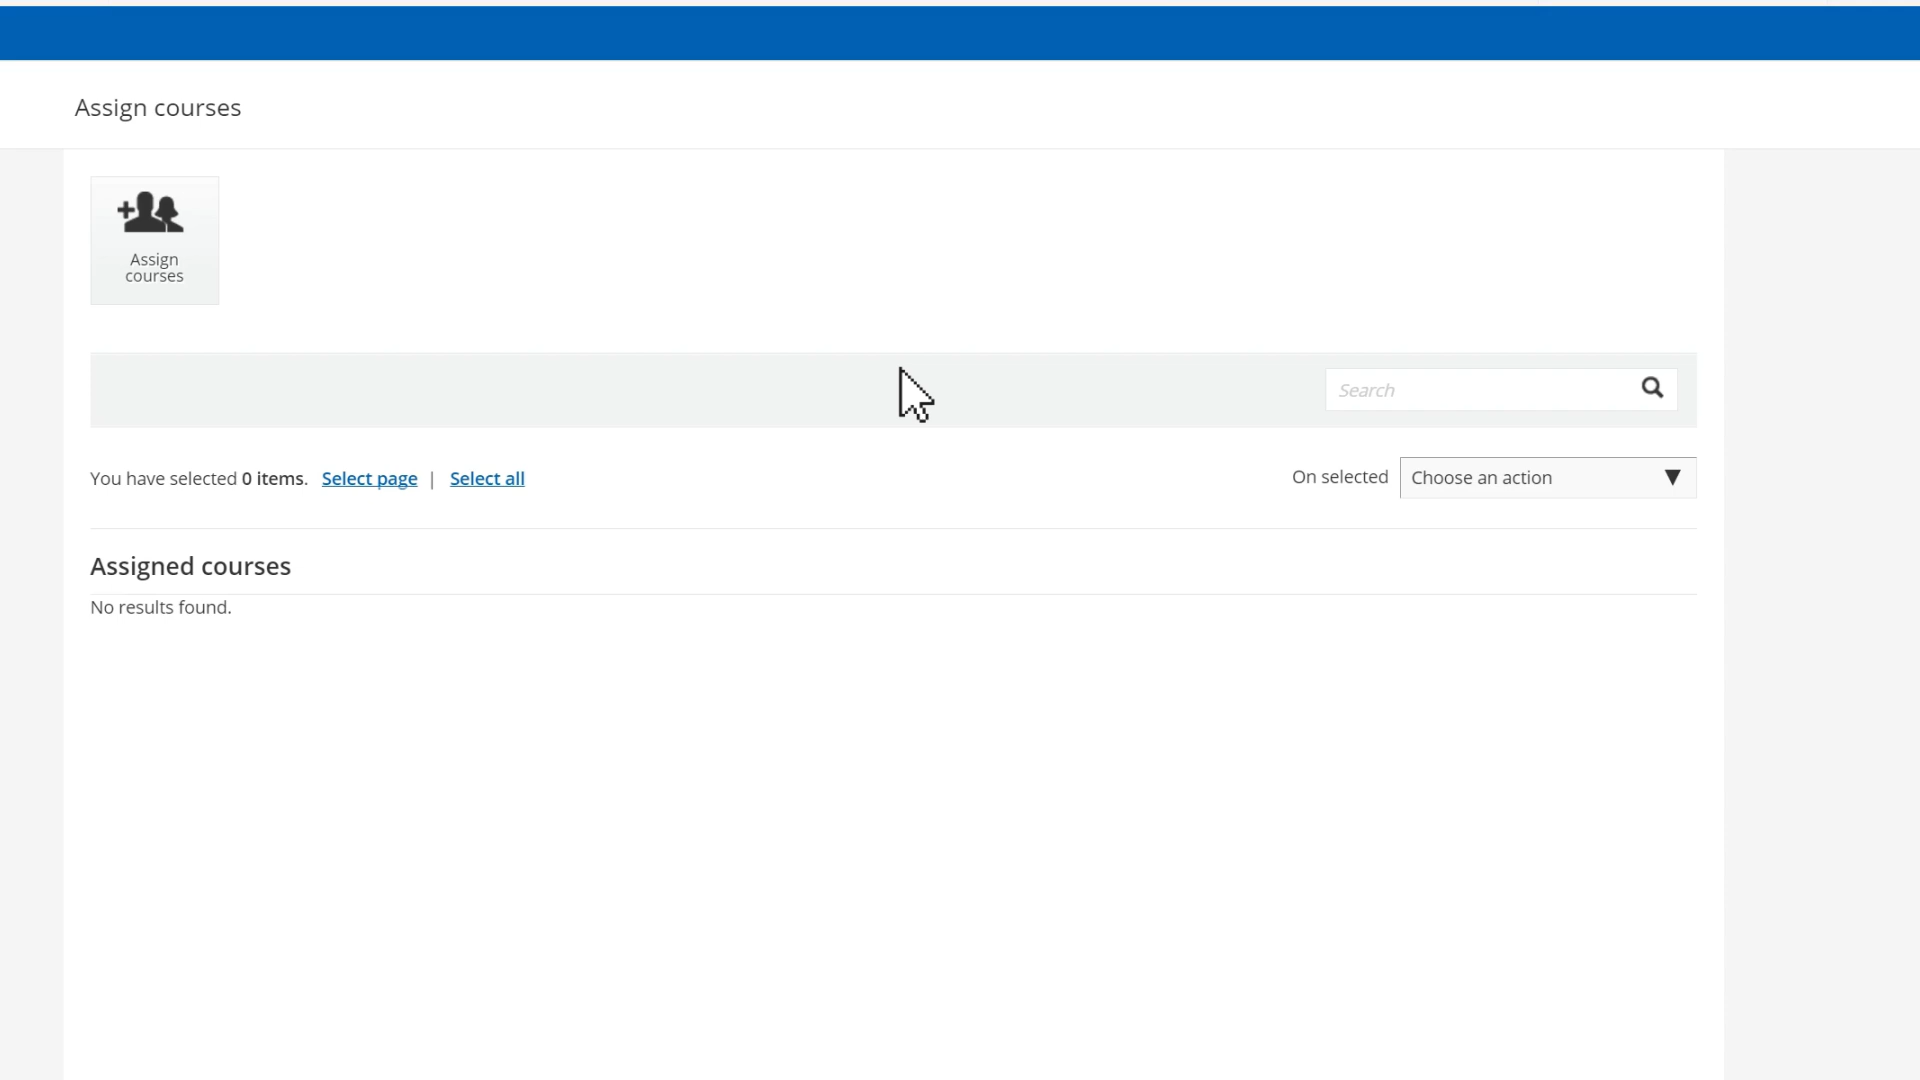 Assign courses
Assign
courses
Search
You have selected 0 items. Select page | Select all
On selected Choose an action
Assigned courses
No results found.